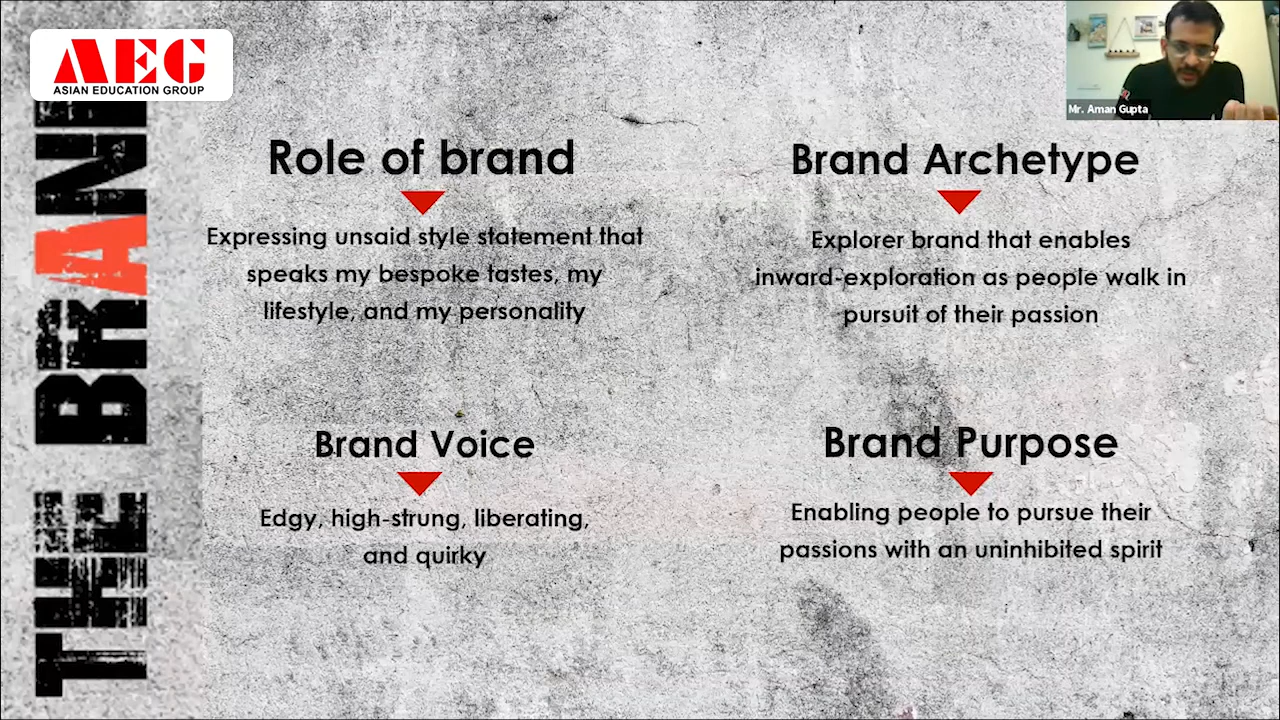 AEG
ASIAN EDUCATION GROUP
Mr. Aman Gupta
THE BRAND
Role of brand
Expressing unsaid style statement that
speaks my bespoke tastes, my
lifestyle, and my personality
Brand Archetype
Explorer brand that enables
inward-exploration as people walk in
pursuit of their passion
Brand Voice
Edgy, high-strung, liberating,
and quirky
Brand Purpose
Enabling people to pursue their
passions with an uninhibited spirit